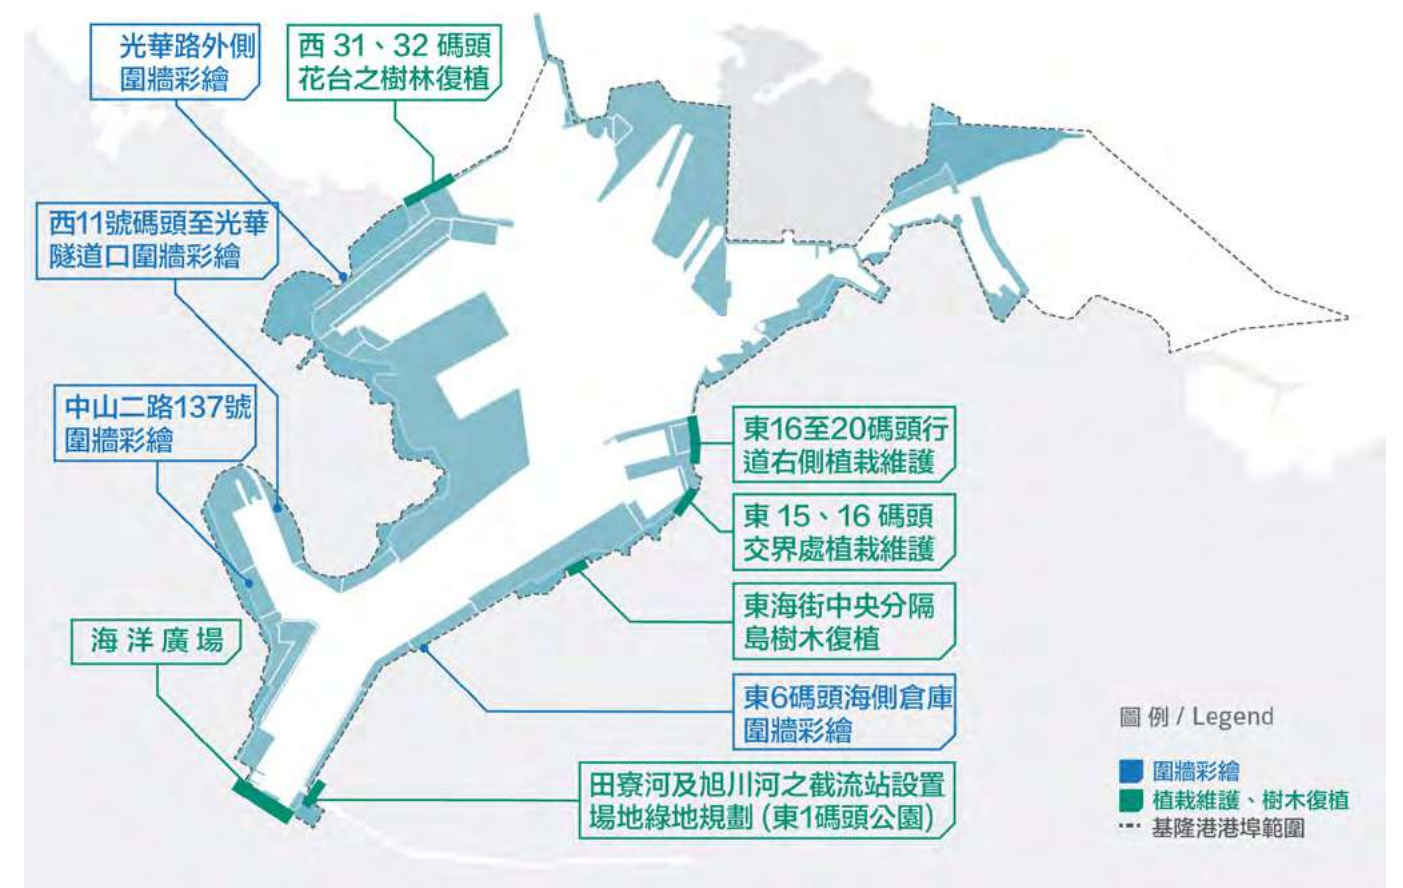 光華路外側
圍牆彩繪
西 31、32 碼頭
花台之樹林復植
西11號碼頭至光華
隧道口圍牆彩繪
中山二路137號
圍牆彩繪
海洋廣場
東16至20碼頭行
道右側植栽維護
東 15、16 碼頭
交界處植栽維護
東海街中央分隔
島樹木復植
東6碼頭海側倉庫
圍牆彩繪
田寮河及旭川河之截流站設置
場地綠地規劃 (東1碼頭公園)
圖 例 / Legend
圍牆彩繪
植栽維護、樹木復植
基隆港港埠範圍